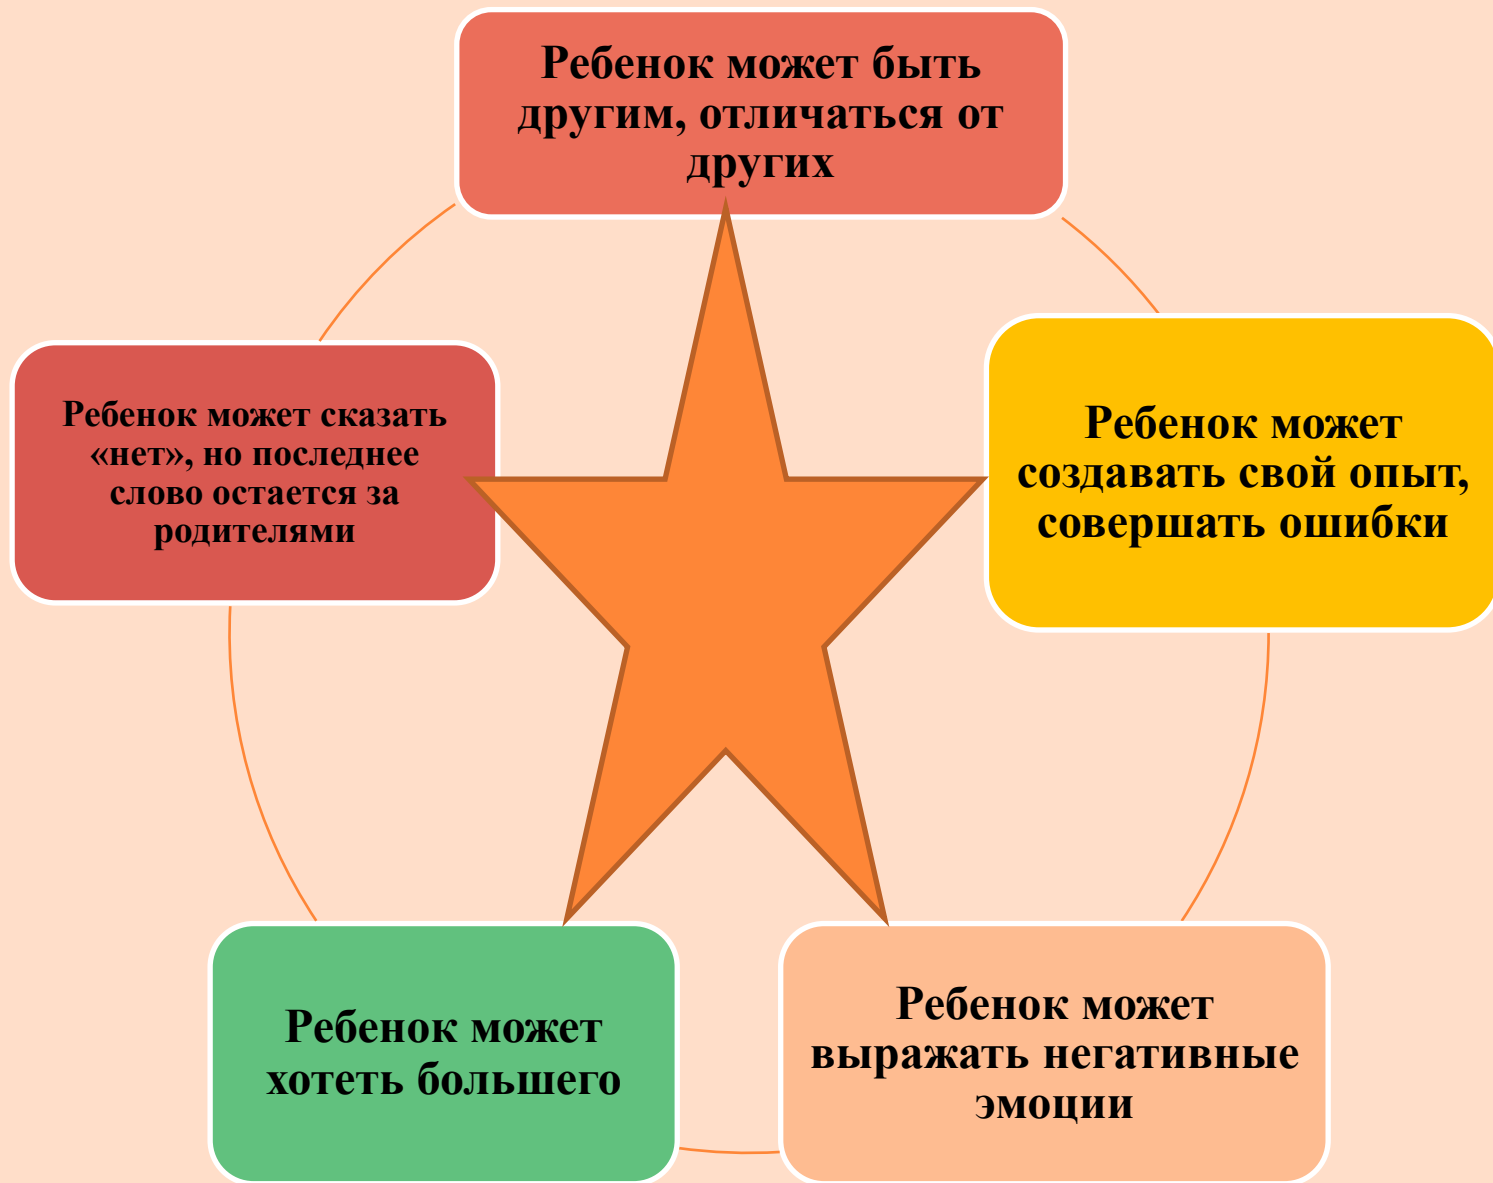 Ребенок может быть
другим, отличаться от
других
Ребенок может
создавать свой опыт,
совершать ошибки
Ребенок может
выражать негативные
эмоции
Ребенок может
хотеть большего
Ребенок может сказать
«нет», но последнее
слово остается за
родителями